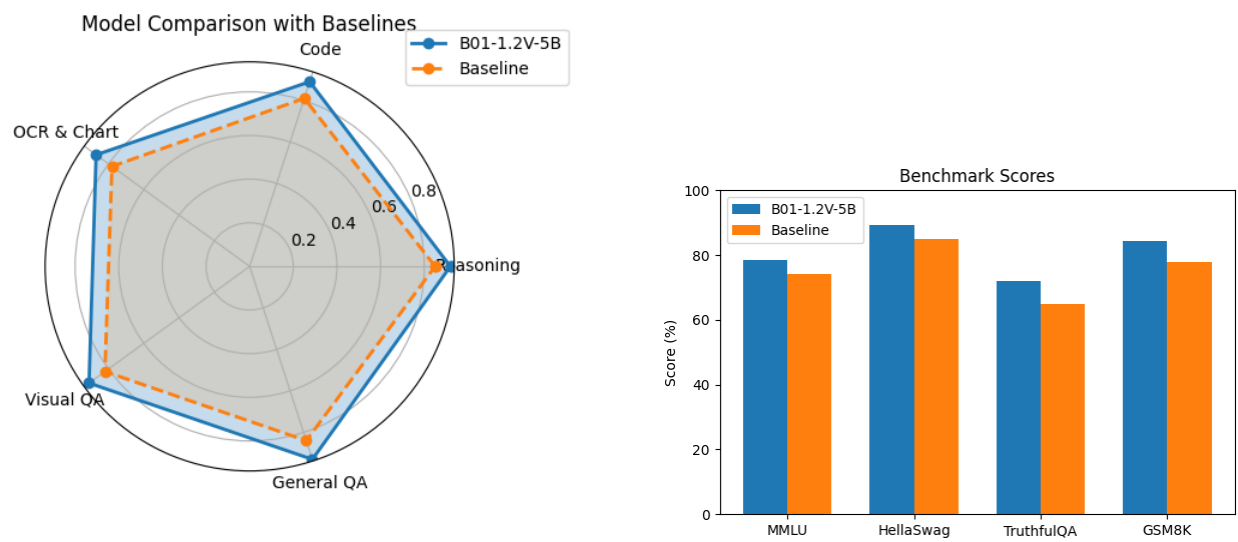 Model Comparison with Baselines
B01-1.2V-5B
Baseline
Code
OCR & Chart
0.8
0.6
0.4
0.2
Reasoning
Visual QA
General QA
Benchmark Scores
B01-1.2V-5B
Baseline
Score (%)
100
80
60
40
20
0
MMLU
HellaSwag
TruthfulQA
GSM8K